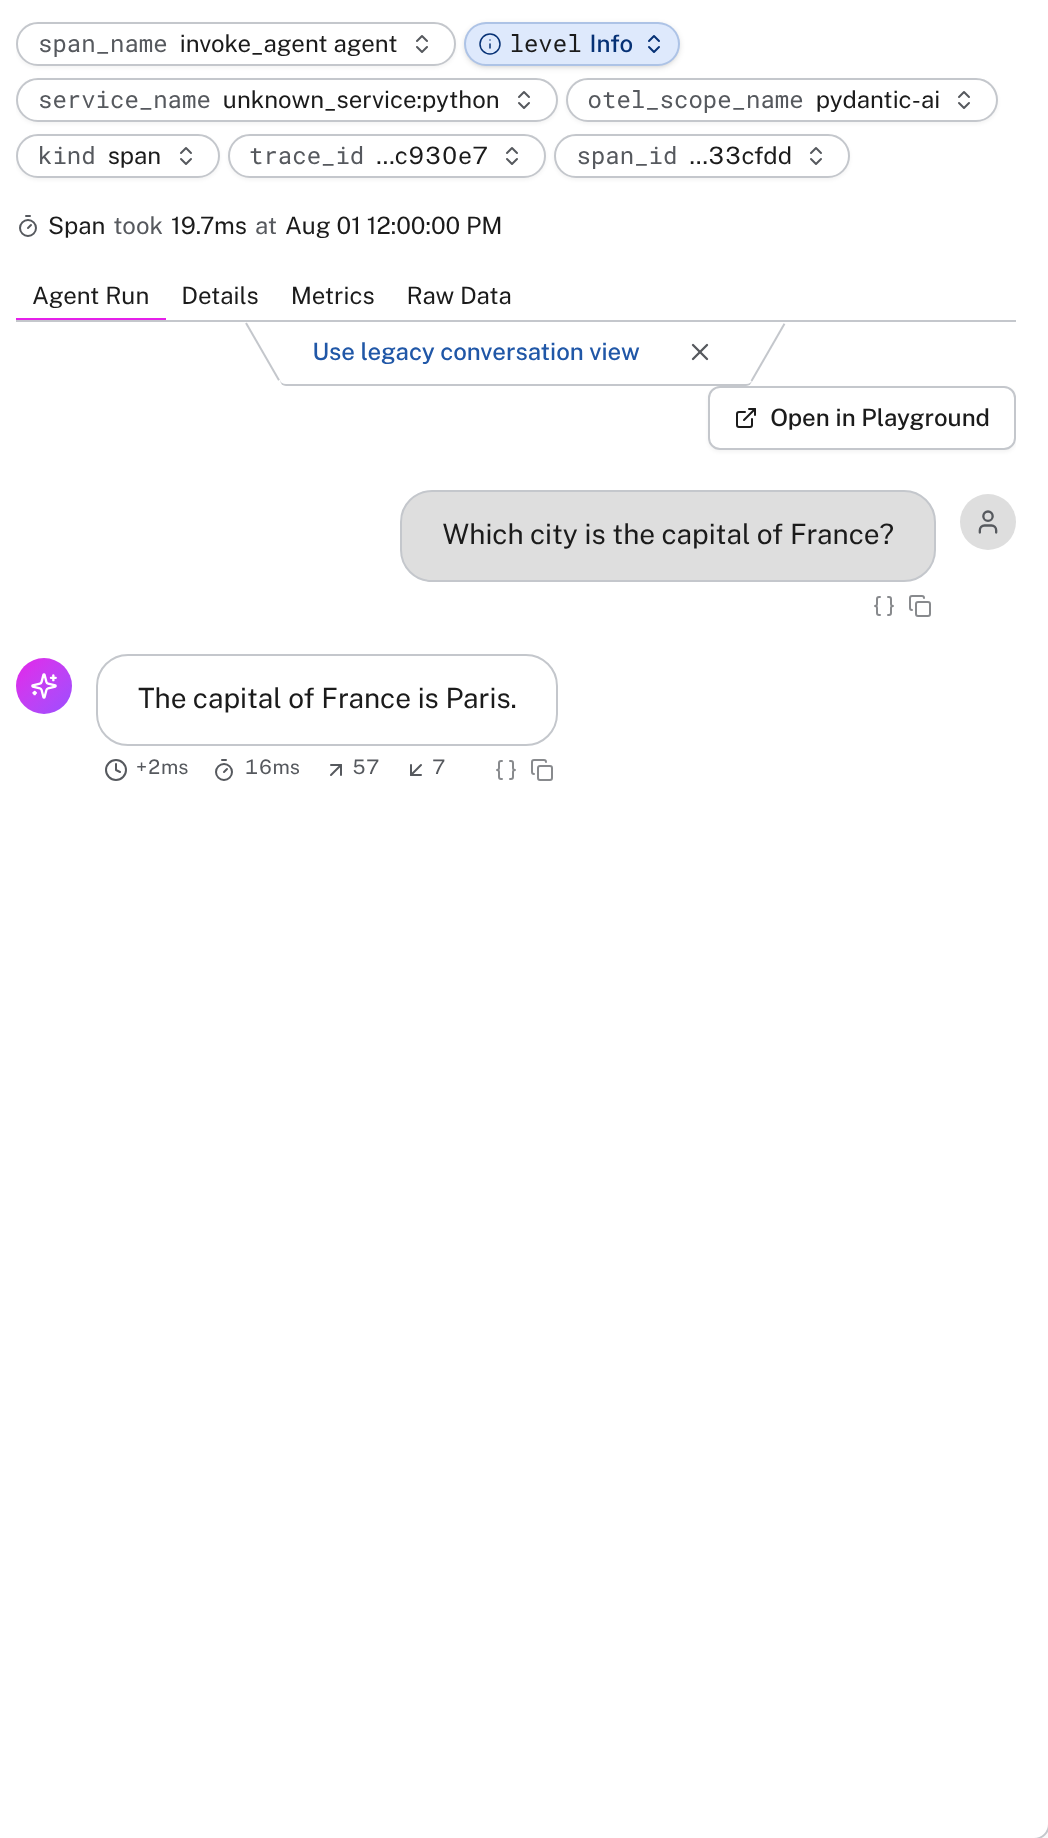 span_name invoke_agent agent
level Info
service_name unknown_service:python
otel_scope_name pydantic-ai
kind span
trace_id ...c930e7
span_id ...33cfdd
Span took 19.7ms at Aug 01 12:00:00 PM
Agent Run
Details
Metrics
Raw Data
Use legacy conversation view
Open in Playground
Which city is the capital of France?
{}
The capital of France is Paris.
+2ms
16ms
57
7
{}